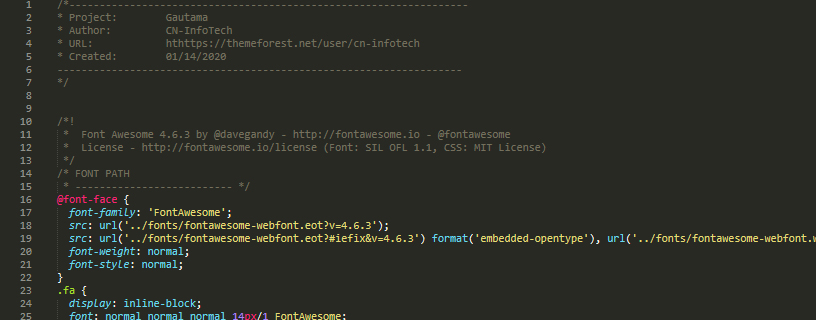 1 /*------------------------------------------------------------------
2 * Project: Gautama
3 * Author: CN-InfoTech
4 * URL: hthttps://themeforest.net/user/cn-infotech
5 * Created: 01/14/2020
6 -------------------------------------------------------------------
7 */
8
9
10 /*!
11 *  Font Awesome 4.6.3 by @davegandy - http://fontawesome.io - @fontawesome
12 *  License - http://fontawesome.io/license (Font: SIL OFL 1.1, CSS: MIT License)
13 */
14 /* FONT PATH
15 * -------------------------- */
16 @font-face {
17 font-family: 'FontAwesome';
18 src: url('../fonts/fontawesome-webfont.eot?v=4.6.3');
19 src: url('../fonts/fontawesome-webfont.eot?#iefix&v=4.6.3') format('embedded-opentype'), url('../fonts/fontawesome-webfont.w
20 font-weight: normal;
21 font-style: normal;
22 }
23 .fa {
24 display: inline-block;
25 font: normal normal normal 14px/1 FontAwesome;